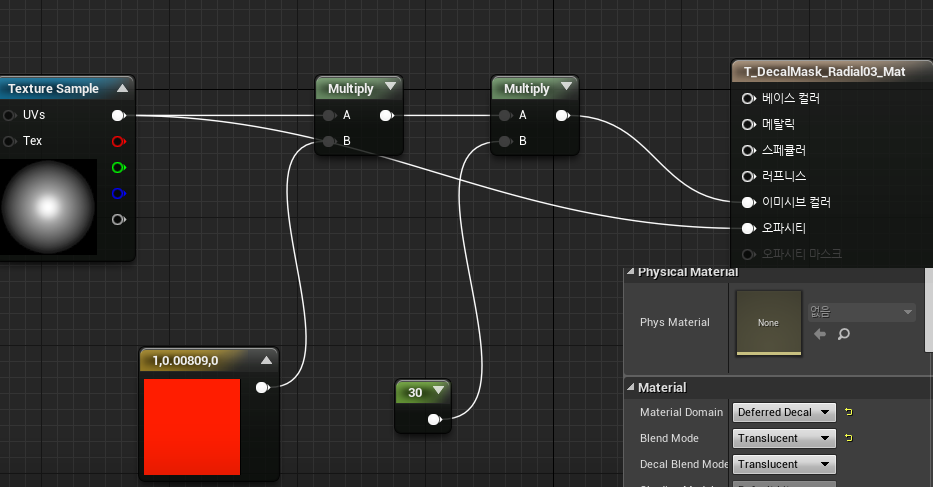 Texture Sample
UVs
Tex
Multiply
A
B
Multiply
A
B
T_DecalMask_Radial03_Mat
베이스 컬러
메탈릭
스페큘러
러프니스
이미시브 컬러
오파시티
오파시티 마스크
1,0.00809,0
30
Physical Material
Phys Material
None
없음
Material
Material Domain
Deferred Decal
Blend Mode
Translucent
Decal Blend Mode
Translucent